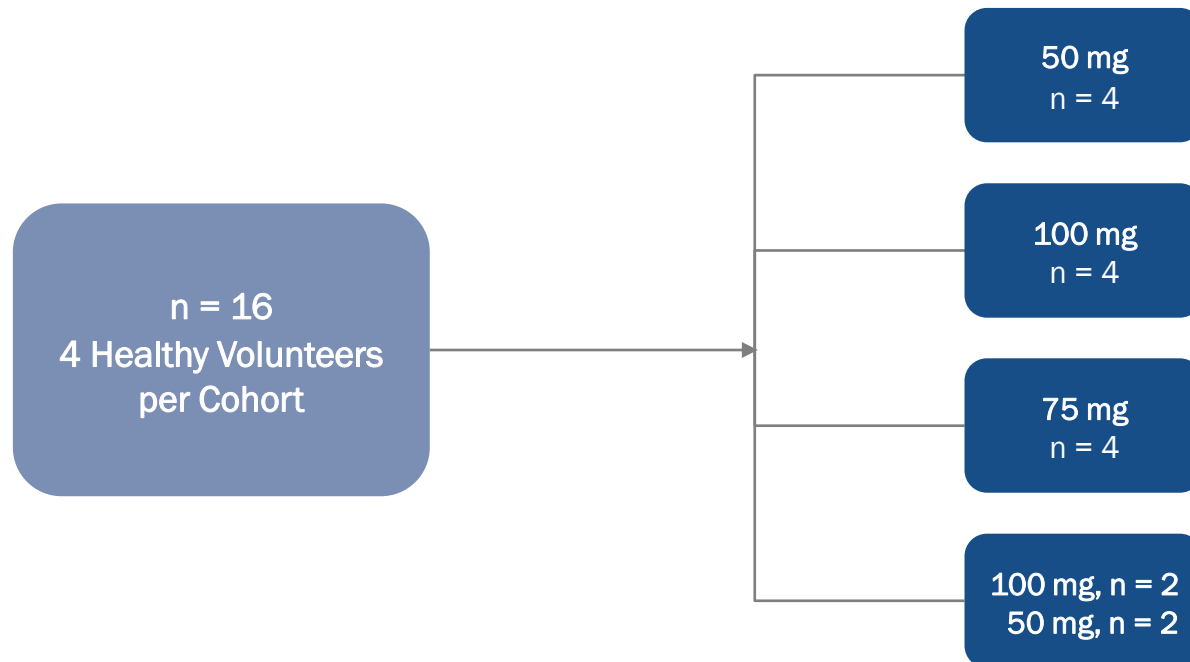 n = 16
4 Healthy Volunteers
per Cohort
50 mg
n = 4
100 mg
n = 4
75 mg
n = 4
100 mg, n = 2
50 mg, n = 2